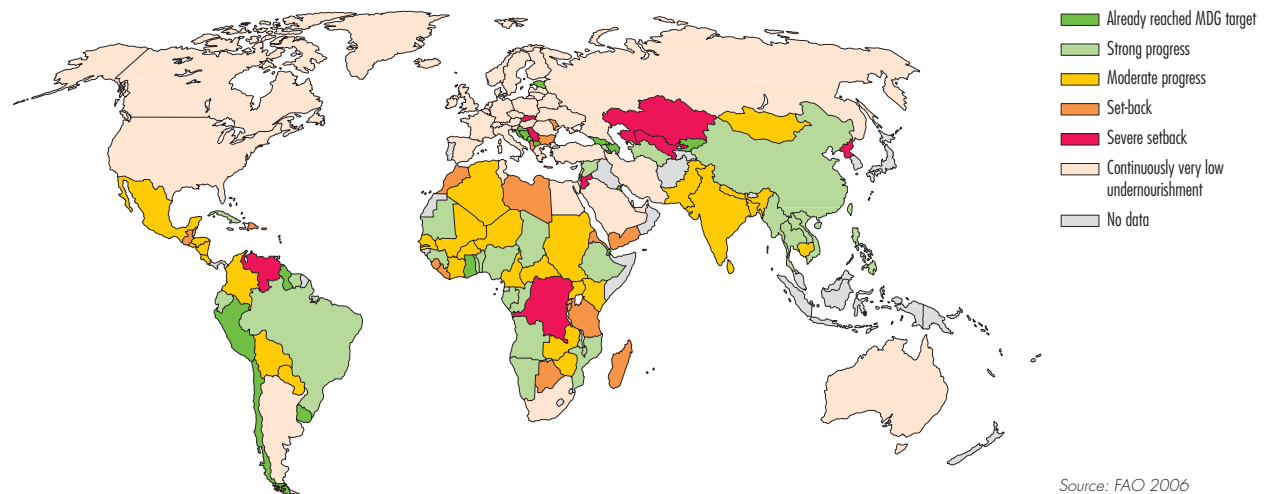 Already reached MDG target
Strong progress
Moderate progress
Set-back
Severe setback
Continuously very low
undernourishment
No data
Source: FAO 2006